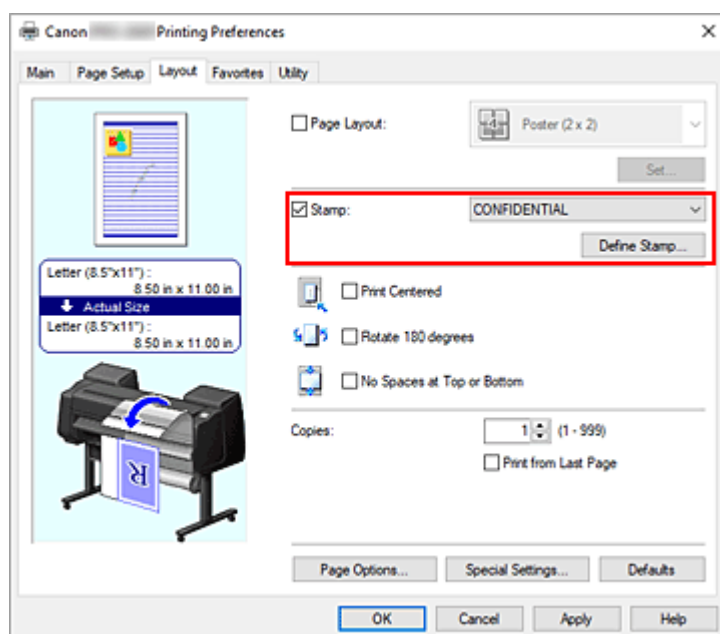 Canon Printing Preferences
Main Page Setup Layout Favorites Utility
Page Layout: Poster (2 x 2)
Set...
Stamp: CONFIDENTIAL
Define Stamp...
Letter (8.5"x11") :
8.50 in x 11.00 in
Actual Size
Letter (8.5"x11") :
8.50 in x 11.00 in
Print Centered
Rotate 180 degrees
No Spaces at Top or Bottom
R
Copies: 1 (1 - 999)
Print from Last Page
Page Options... Special Settings... Defaults
OK Cancel Apply Help